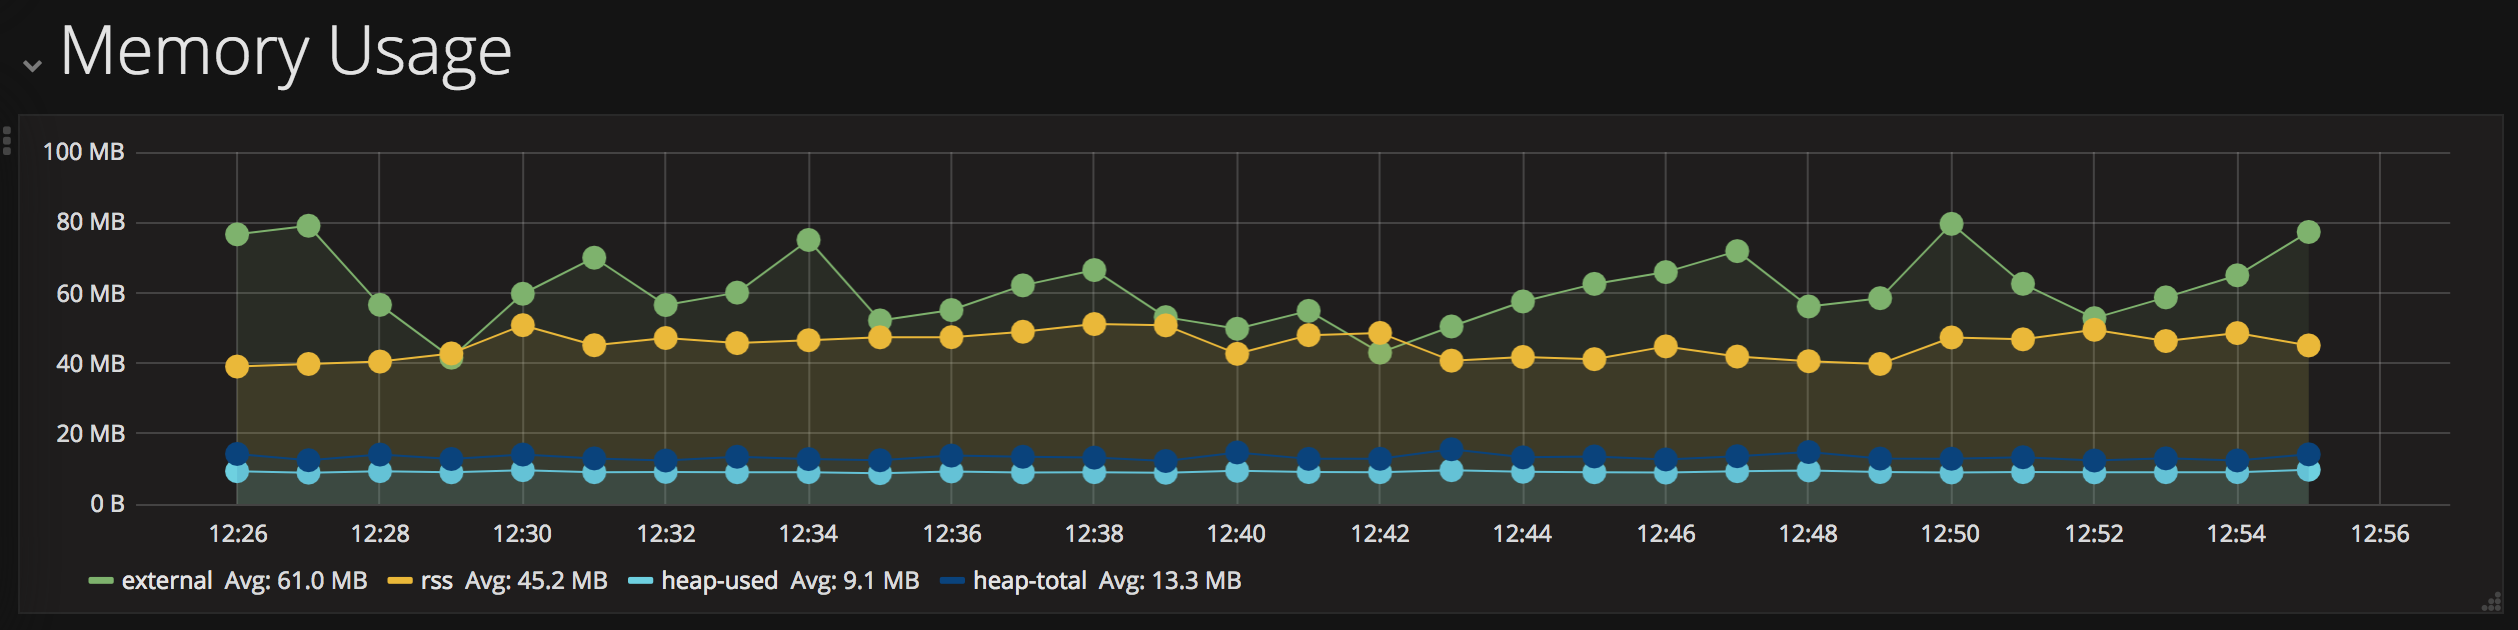 Memory Usage
100 MB
80 MB
60 MB
40 MB
20 MB
0 B
12:26 12:28 12:30 12:32 12:34 12:36 12:38 12:40 12:42 12:44 12:46 12:48 12:50 12:52 12:54 12:56
external Avg: 61.0 MB rss Avg: 45.2 MB heap-used Avg: 9.1 MB heap-total Avg: 13.3 MB